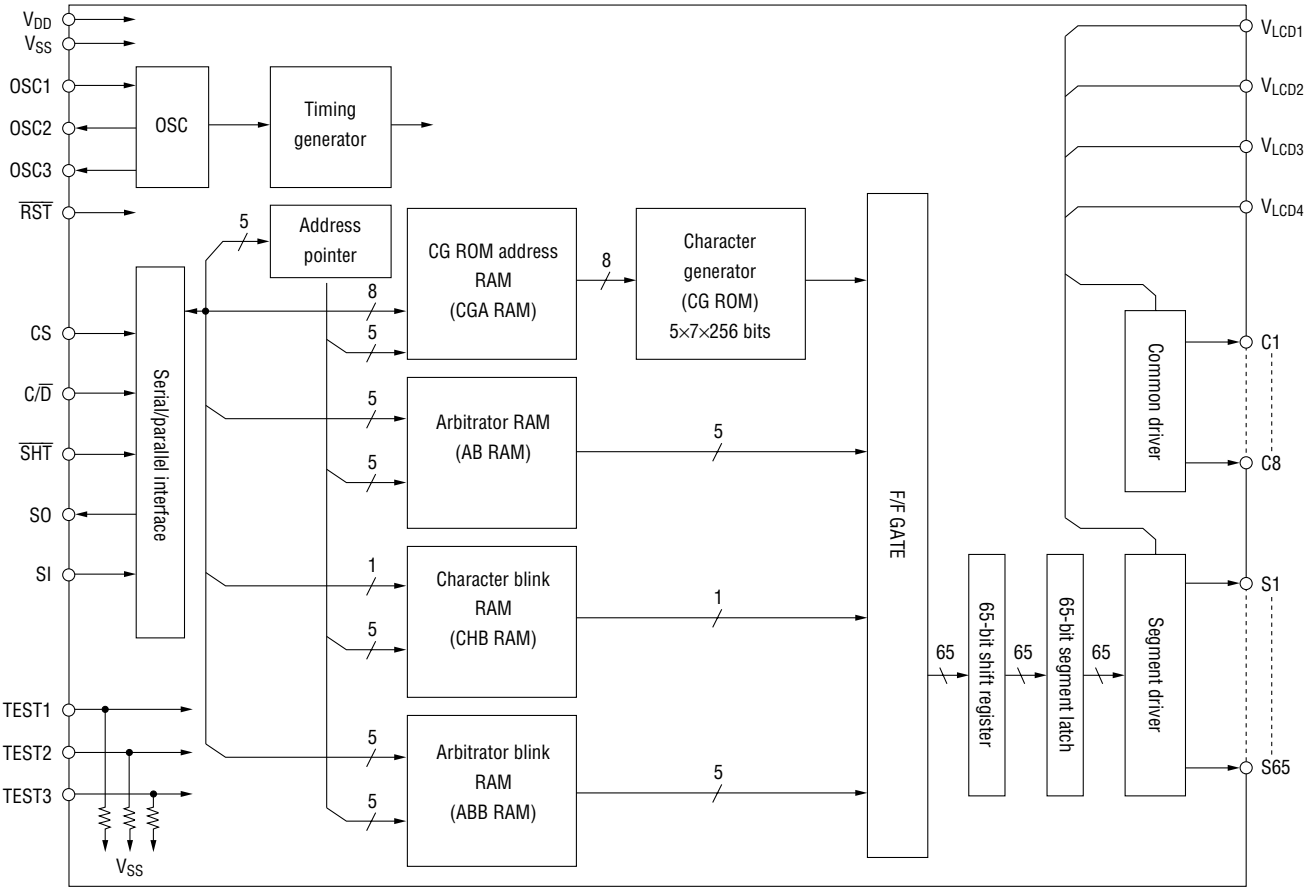 VDD
VSS
OSC1
OSC2
OSC3
RST
CS
C/D
SHT
SO
SI
TEST1
TEST2
TEST3
VSS
OSC
Timing
generator
Serial/parallel interface
5
Address
pointer
8
5
CG ROM address
RAM
(CGA RAM)
8
Character
generator
(CG ROM)
5×7×256 bits
5
5
Arbitrator RAM
(AB RAM)
5
1
5
Character blink
RAM
(CHB RAM)
1
5
5
Arbitrator blink
RAM
(ABB RAM)
5
F/F GATE
65
65-bit shift register
65
65-bit segment latch
65
Segment driver
Common driver
VLCD1
VLCD2
VLCD3
VLCD4
C1
C8
S1
S65